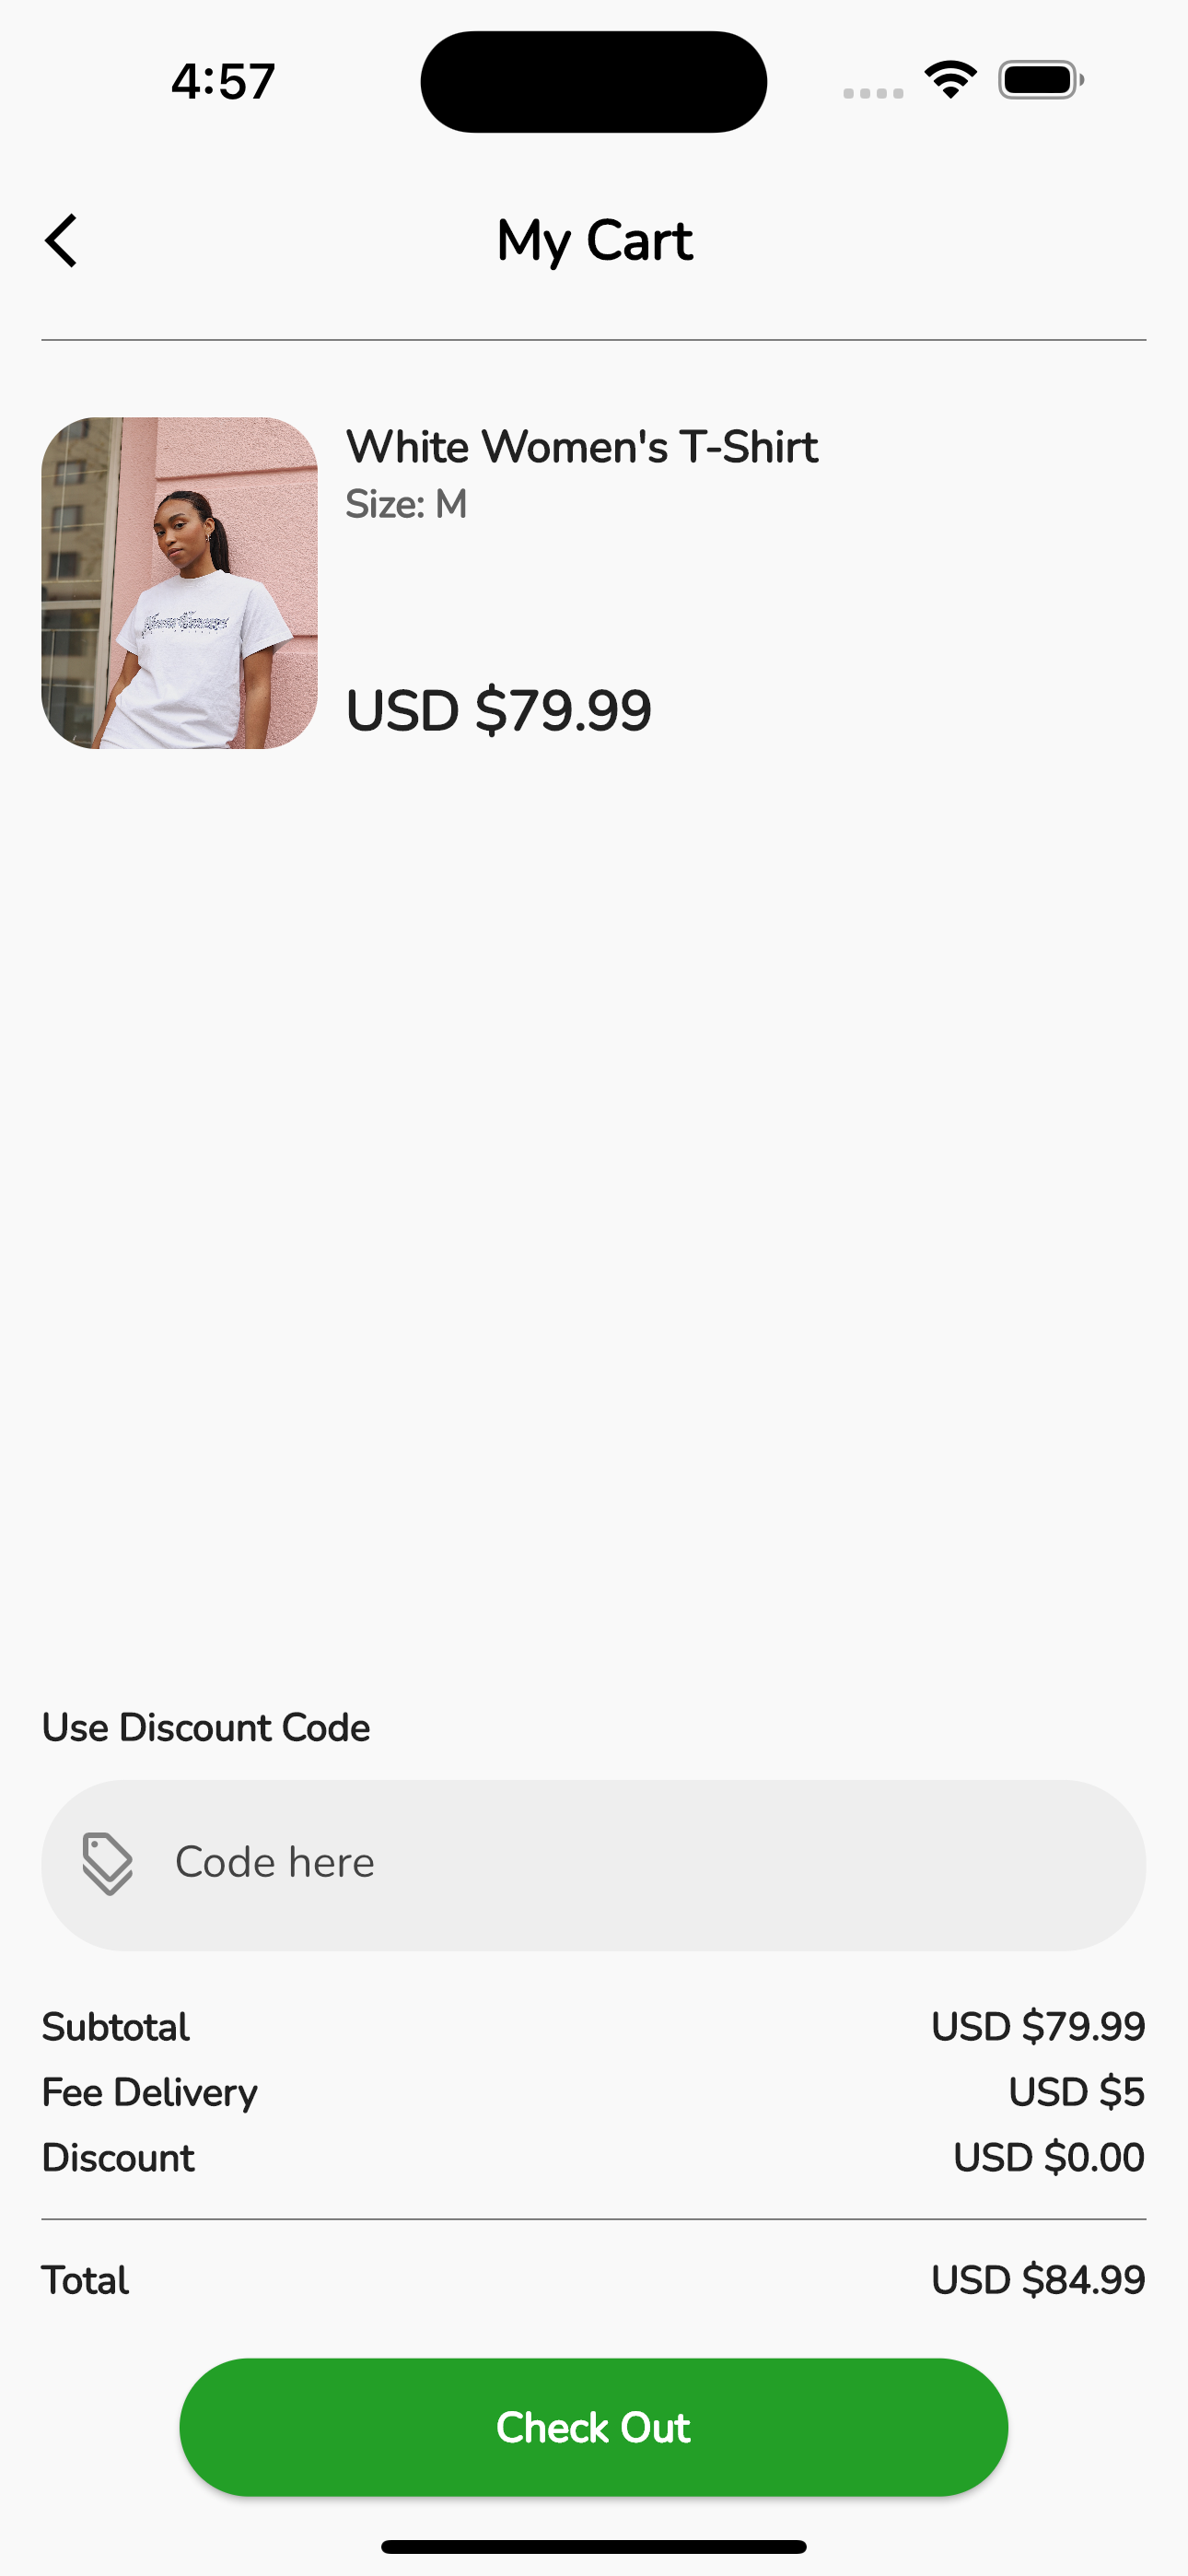 4:57
My Cart
White Women's T-Shirt
Size: M
USD $79.99
Use Discount Code
Code here
Subtotal USD $79.99
Fee Delivery USD $5
Discount USD $0.00
Total USD $84.99
Check Out